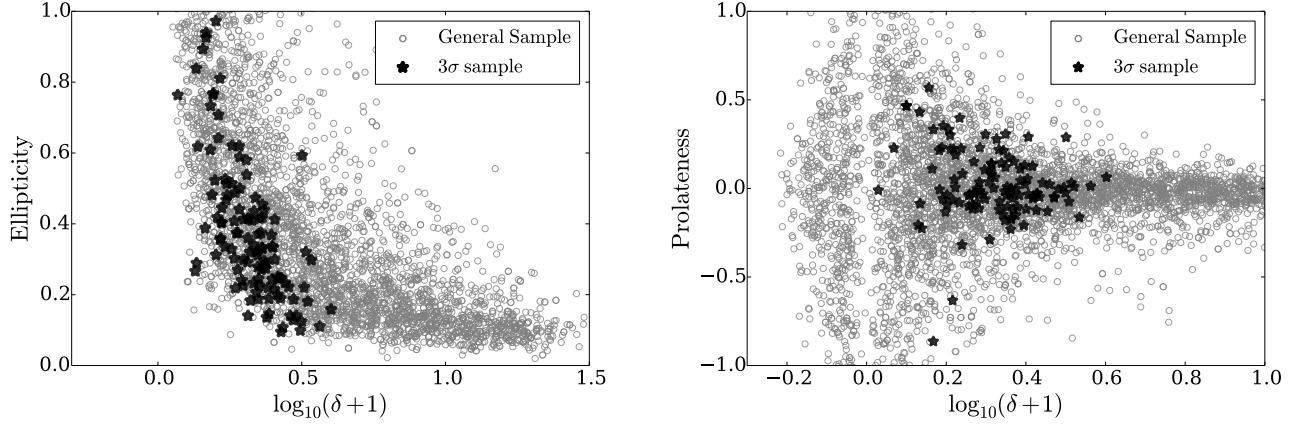 1.0
0.8
0.6
0.4
0.2
0.0
Ellipticity
0.0 0.5 1.0 1.5
log₁₀(δ+1)
General Sample
3σ sample
1.0
0.5
0.0
−0.5
−1.0
Prolateness
−0.2 0.0 0.2 0.4 0.6 0.8 1.0
log₁₀(δ+1)
General Sample
3σ sample